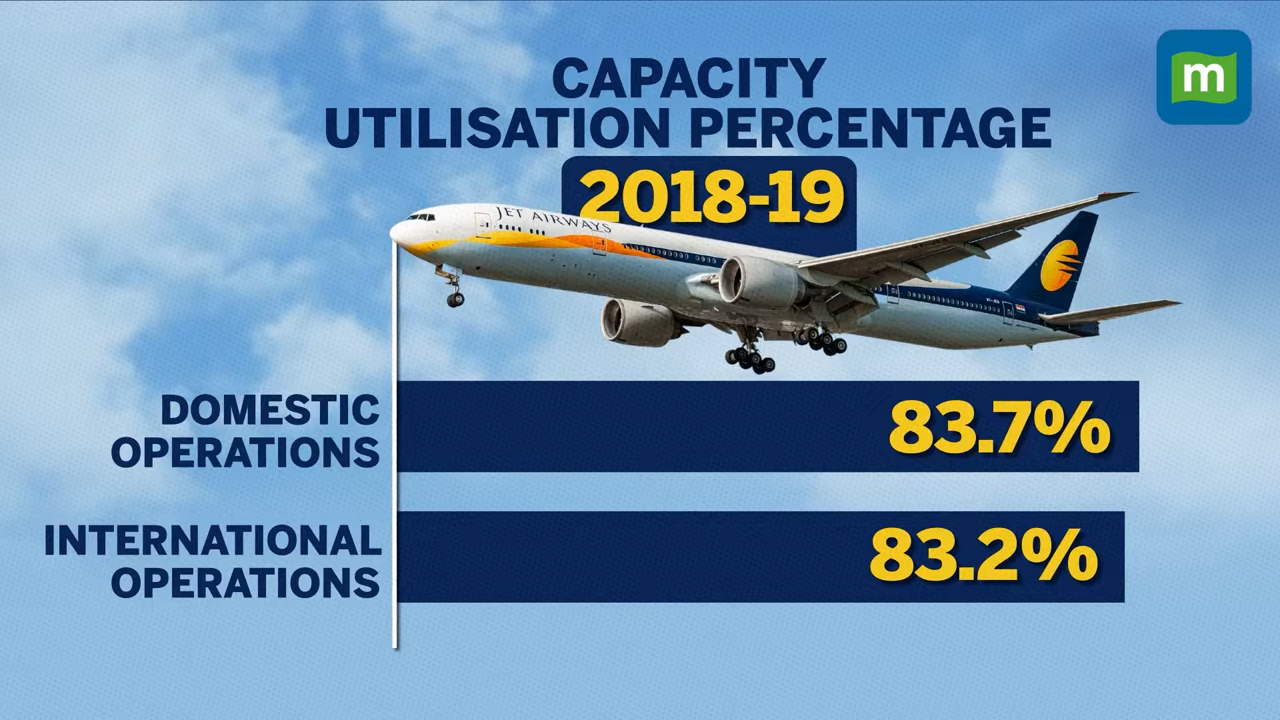 CAPACITY
UTILISATION PERCENTAGE
2018-19
JET AIRWAYS
DOMESTIC
OPERATIONS
83.7%
INTERNATIONAL
OPERATIONS
83.2%
m